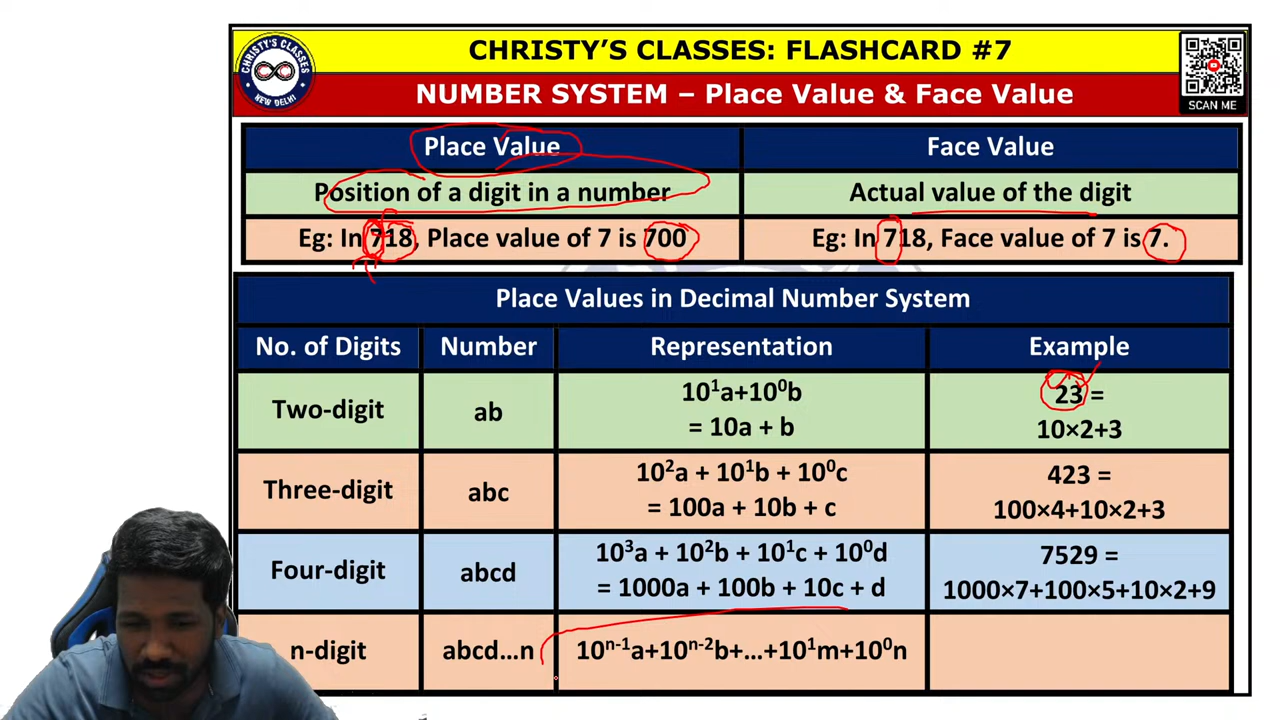 CHRISTY'S CLASSES: FLASHCARD #7
CHRISTY'S CLASSES
NEW DELHI
NUMBER SYSTEM – Place Value & Face Value
SCAN ME
Place Value
Face Value
Position of a digit in a number
Actual value of the digit
Eg: In 718, Place value of 7 is 700
Eg: In 718, Face value of 7 is 7.
Place Values in Decimal Number System
No. of Digits
Number
Representation
Example
Two-digit
ab
10¹a+10⁰b
= 10a + b
23 =
10×2+3
Three-digit
abc
10²a + 10¹b + 10⁰c
= 100a + 10b + c
423 =
100×4+10×2+3
Four-digit
abcd
10³a + 10²b + 10¹c + 10⁰d
= 1000a + 100b + 10c + d
7529 =
1000×7+100×5+10×2+9
n-digit
abcd...n
10ⁿ⁻¹a+10ⁿ⁻²b+...+10¹m+10⁰n